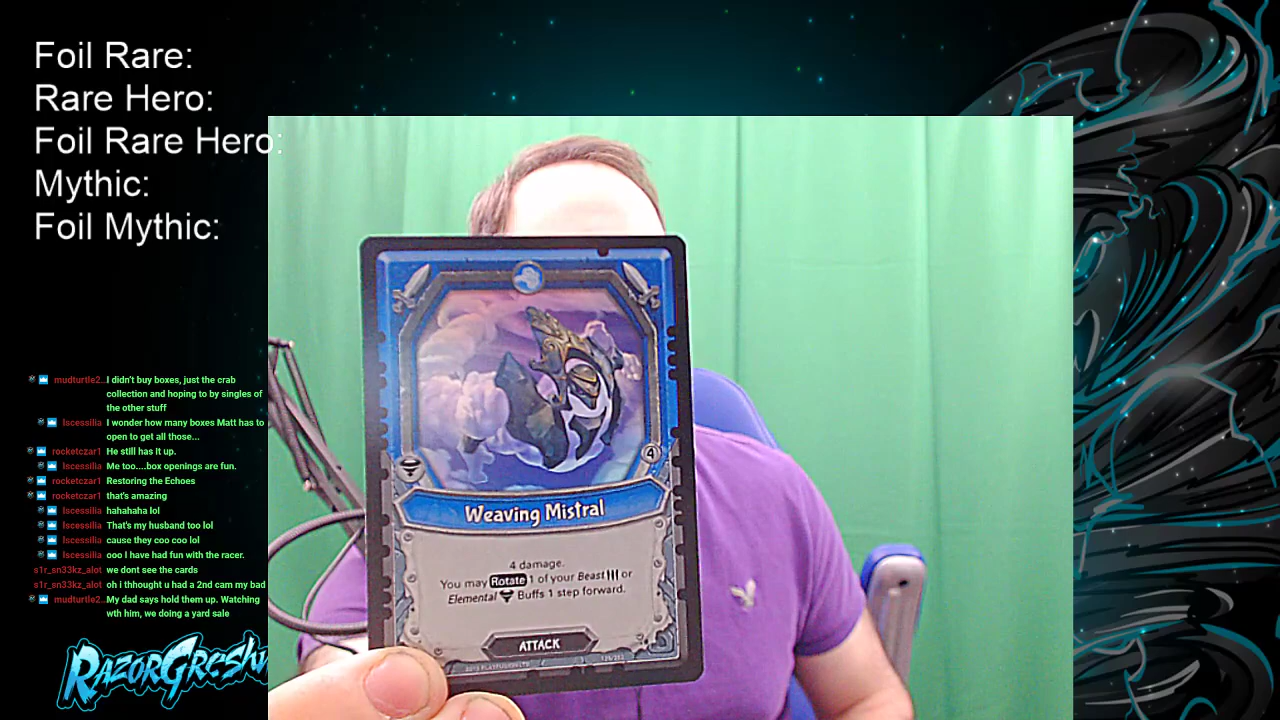 Foil Rare:
Rare Hero:
Foil Rare Hero:
Mythic:
Foil Mythic:
mudturtle2... I didn't buy boxes, just the crab
collection and hoping to by singles of
the other stuff
Iscessilia I wonder how many boxes Matt has to
open to get all those...
rocketczar1 He still has it up.
Iscessilia Me too....box openings are fun.
rocketczar1 Restoring the Echoes
rocketczar1 that's amazing
Iscessilia hahahaha lol
Iscessilia That's my husband too lol
Iscessilia cause they coo coo lol
Iscessilia ooo I have had fun with the racer.
s1r_sn33kz_alot we dont see the cards
s1r_sn33kz_alot oh i thhought u had a 2nd cam my bad
mudturtle2... My dad says hold them up. Watching
wth him, we doing a yard sale
4
Weaving Mistral
4 damage.
You may Rotate 1 of your Beast or
Elemental Buffs 1 step forward.
ATTACK